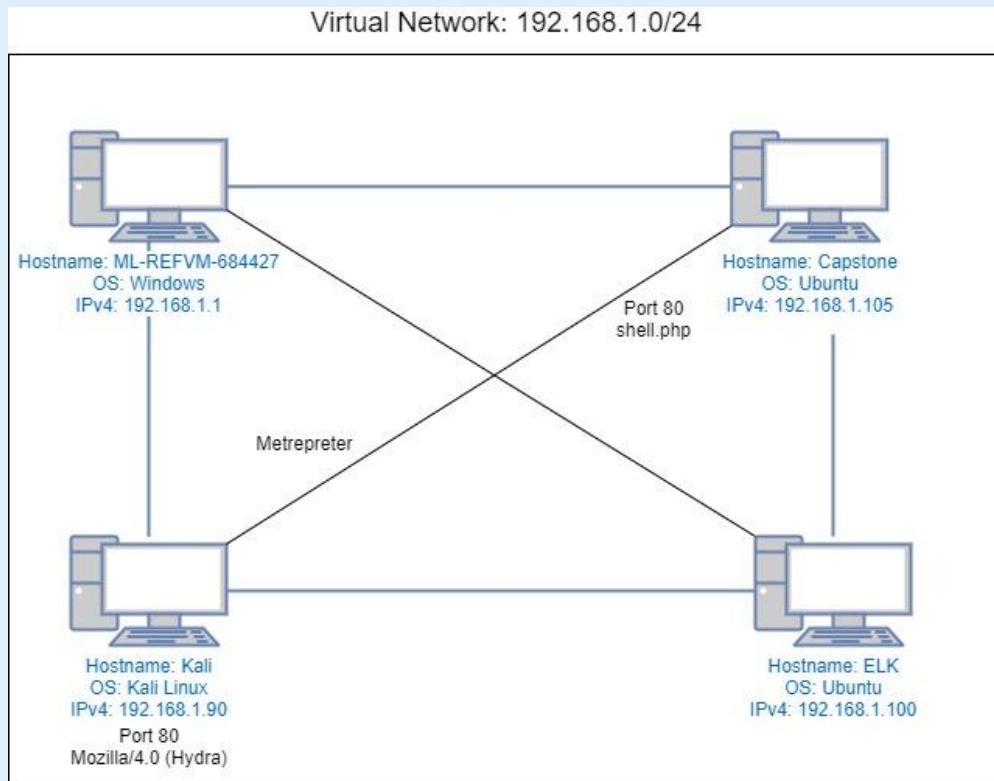 Virtual Network: 192.168.1.0/24
Hostname: ML-REFVM-684427
OS: Windows
IPv4: 192.168.1.1
Hostname: Capstone
OS: Ubuntu
IPv4: 192.168.1.105
Port 80
shell.php
Metrepreter
Hostname: Kali
OS: Kali Linux
IPv4: 192.168.1.90
Port 80
Mozilla/4.0 (Hydra)
Hostname: ELK
OS: Ubuntu
IPv4: 192.168.1.100